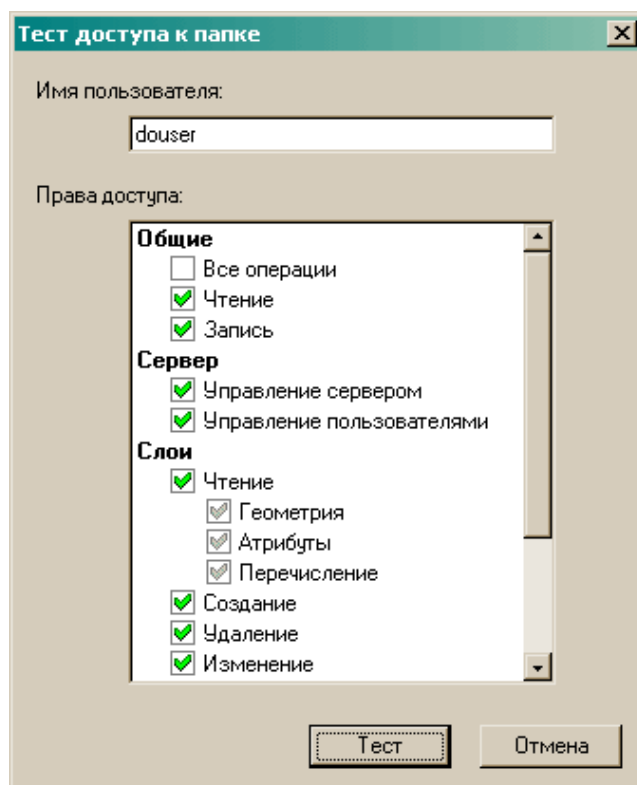 Тест доступа к папке
Имя пользователя:
douser
Права доступа:
Общие
Все операции
Чтение
Запись
Сервер
Управление сервером
Управление пользователями
Слои
Чтение
Геометрия
Атрибуты
Перечисление
Создание
Удаление
Изменение
Тест
Отмена